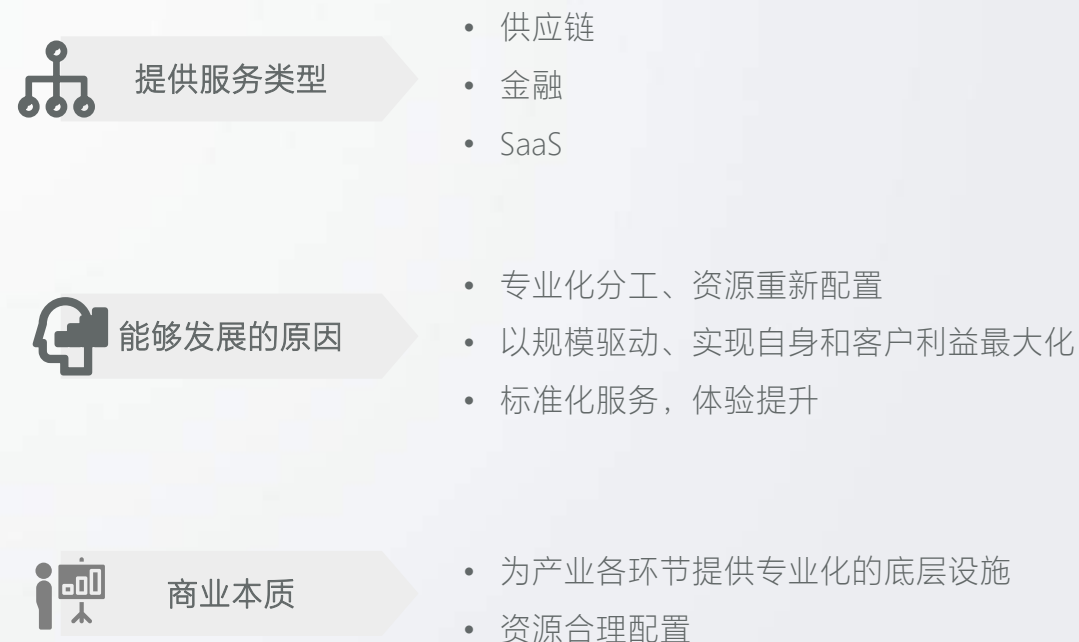 提供服务类型
• 供应链
• 金融
• SaaS
能够发展的原因
• 专业化分工、资源重新配置
• 以规模驱动、实现自身和客户利益最大化
• 标准化服务，体验提升
商业本质
• 为产业各环节提供专业化的底层设施
• 资源合理配置